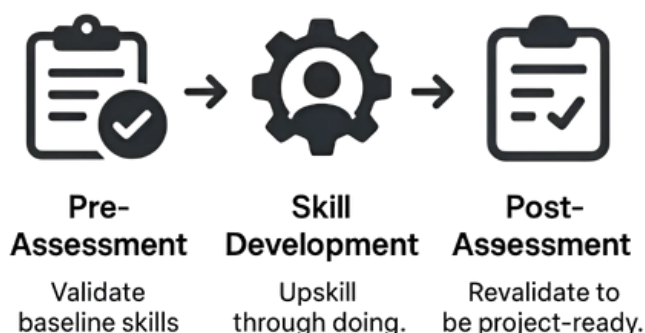 Pre-
Assessment
Validate
baseline skills
Skill
Development
Upskill
through doing.
Post-
Assessment
Revalidate to
be project-ready.